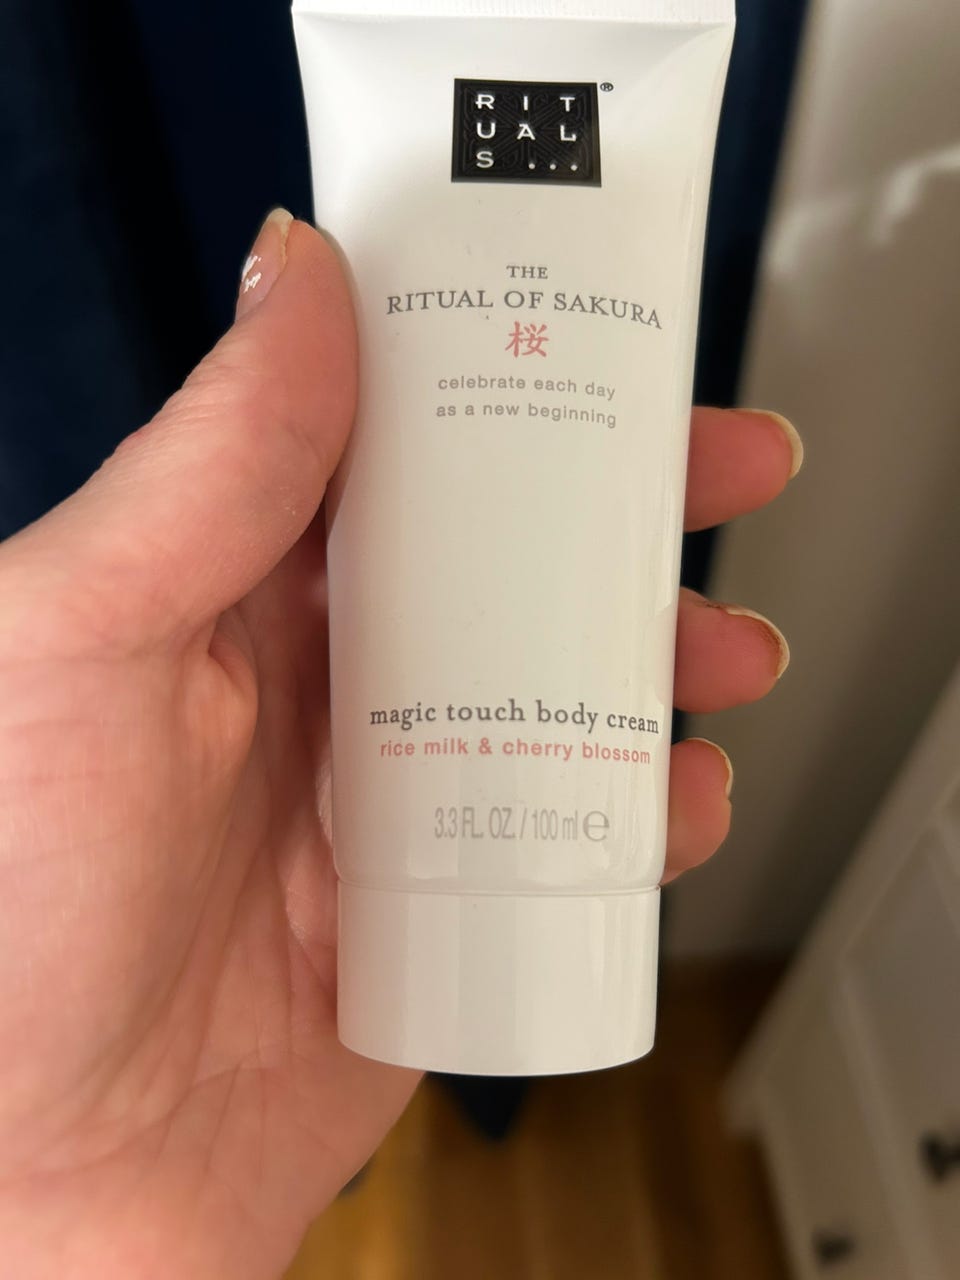 RIT
UAL
S...®
THE
RITUAL OF SAKURA
桜
celebrate each day
as a new beginning
magic touch body cream
rice milk & cherry blossom
3.3 FL. OZ. / 100 ml ℮